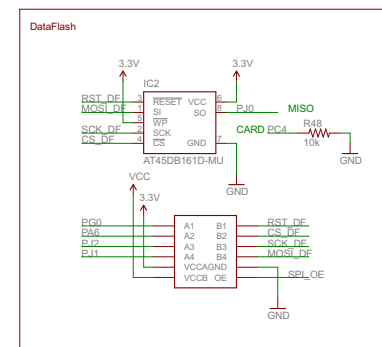 DataFlash
3.3V 3.3V
IC2
RST_DF 3 RESET VCC 6
MOSI_DF 1 SI SO 8 PJ0 MISO
5 WP
SCK_DF 2 SCK CARD PC4 R48
CS_DF 4 CS GND 7 10k
AT45DB161D-MU GND
VCC GND
3.3V
PG0 A1 B1 RST_DF
PA6 A2 B2 CS_DF
PJ2 A3 B3 SCK_DF
PJ1 A4 B4 MOSI_DF
VCCAGND
VCCB OE SPI_OE
GND